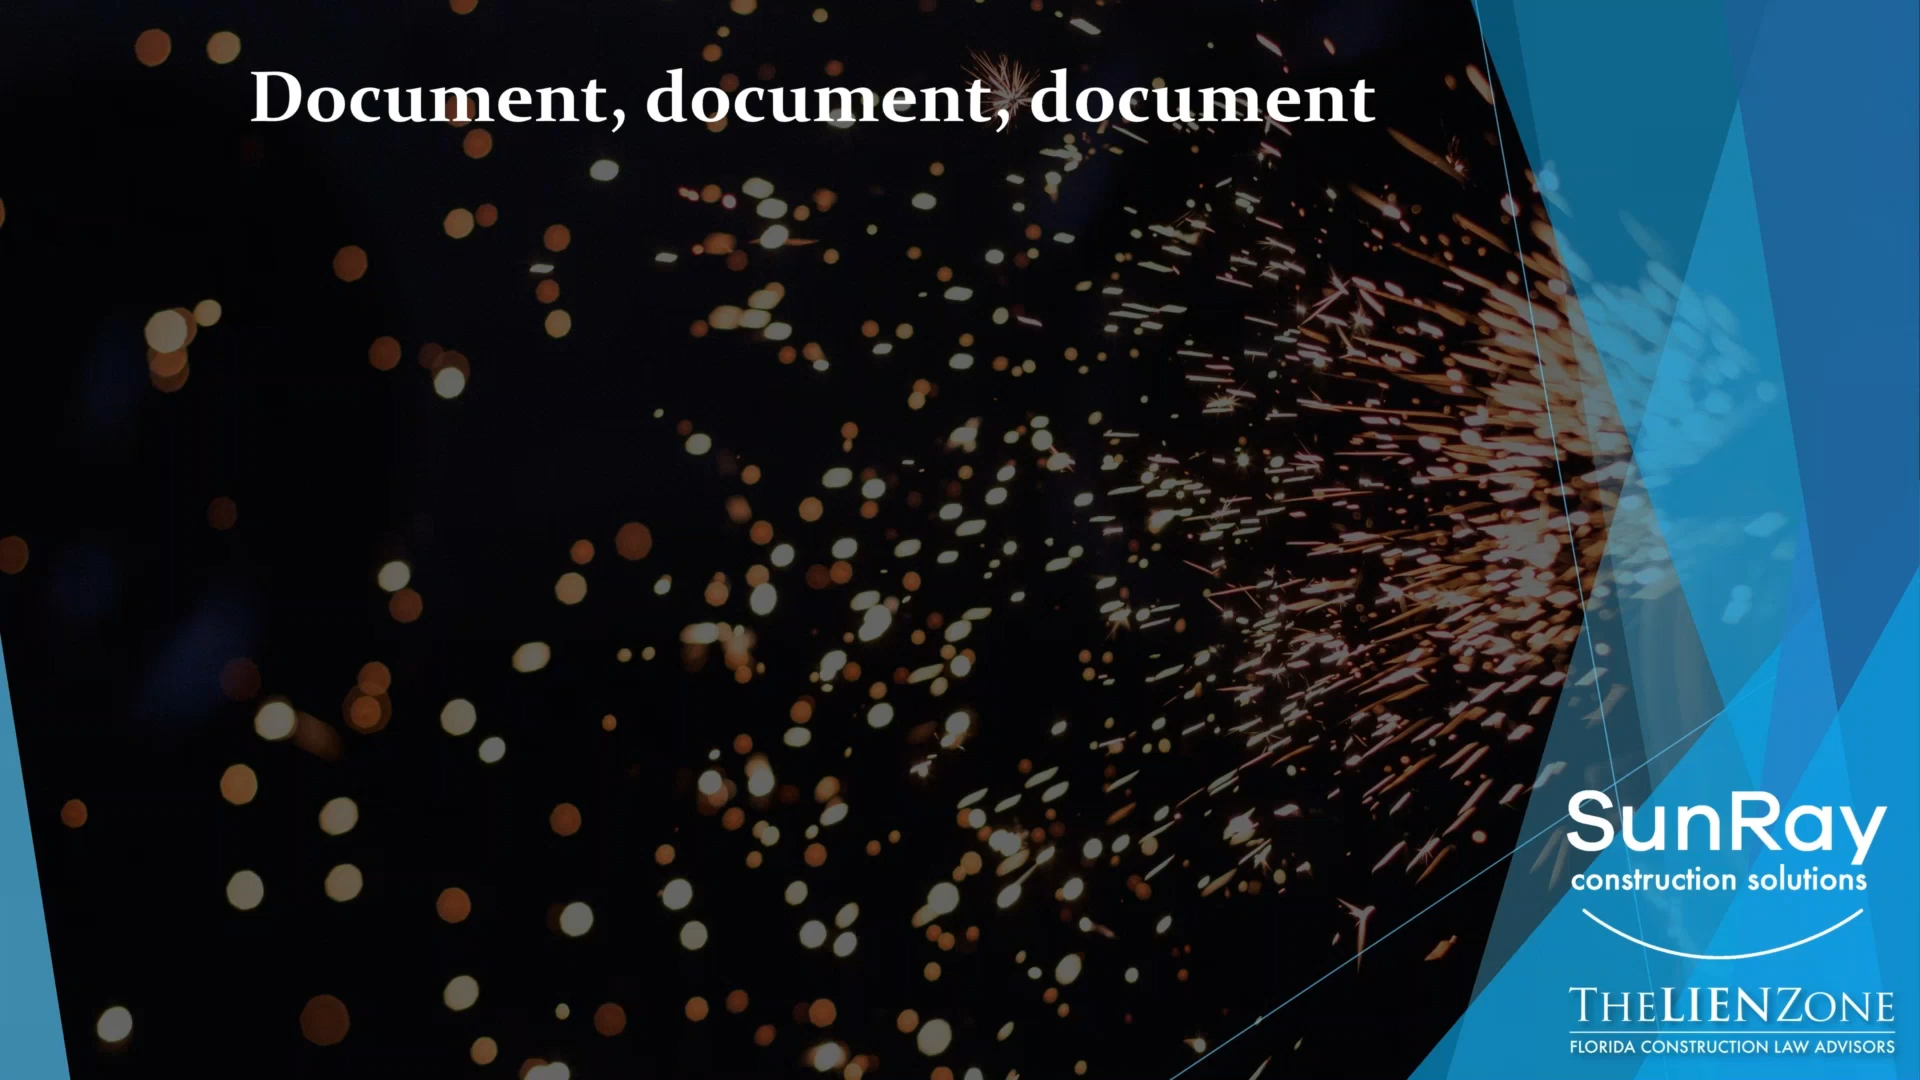 Document, document, document
SunRay
construction solutions
THELIENZONE
FLORIDA CONSTRUCTION LAW ADVISORS